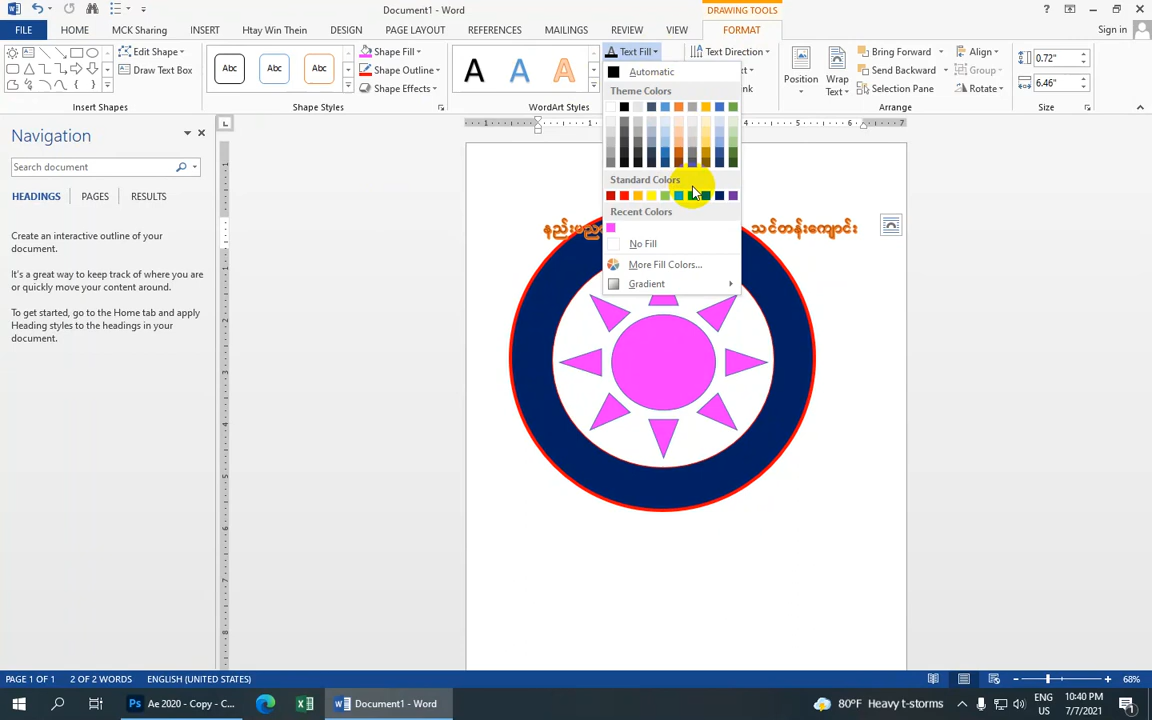 Document1 - Word
DRAWING TOOLS
Sign in
FILE HOME MCK Sharing INSERT Htay Win Thein DESIGN PAGE LAYOUT REFERENCES MAILINGS REVIEW VIEW FORMAT
Edit Shape
Draw Text Box
Insert Shapes
Abc Abc Abc
Shape Fill
Shape Outline
Shape Effects
Shape Styles
A A A
WordArt Styles
Text Fill
Text Direction
Position
Wrap Text
Bring Forward
Send Backward
Selection Pane
Align
Group
Rotate
Arrange
0.72"
6.46"
Size
Automatic
Theme Colors
Standard Colors
Recent Colors
No Fill
More Fill Colors...
Gradient
Navigation
Search document
HEADINGS PAGES RESULTS
Create an interactive outline of your
document.
It's a great way to keep track of where you are
or quickly move your content around.
To get started, go to the Home tab and apply
Heading styles to the headings in your
document.
သင်တန်းကျောင်း
PAGE 1 OF 1 2 OF 2 WORDS ENGLISH (UNITED STATES)
68%
Ae 2020 - Copy - C...
Document1 - Word
80°F Heavy t-storms
ENG
US
10:40 PM
7/7/2021